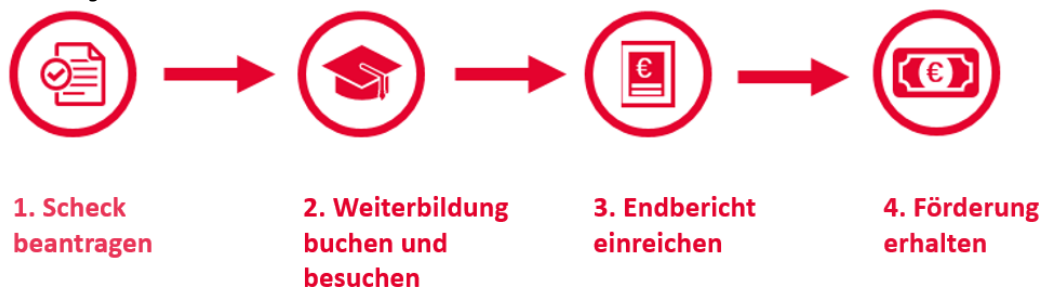 €
€
1. Scheck
beantragen
2. Weiterbildung
buchen und
besuchen
3. Endbericht
einreichen
4. Förderung
erhalten